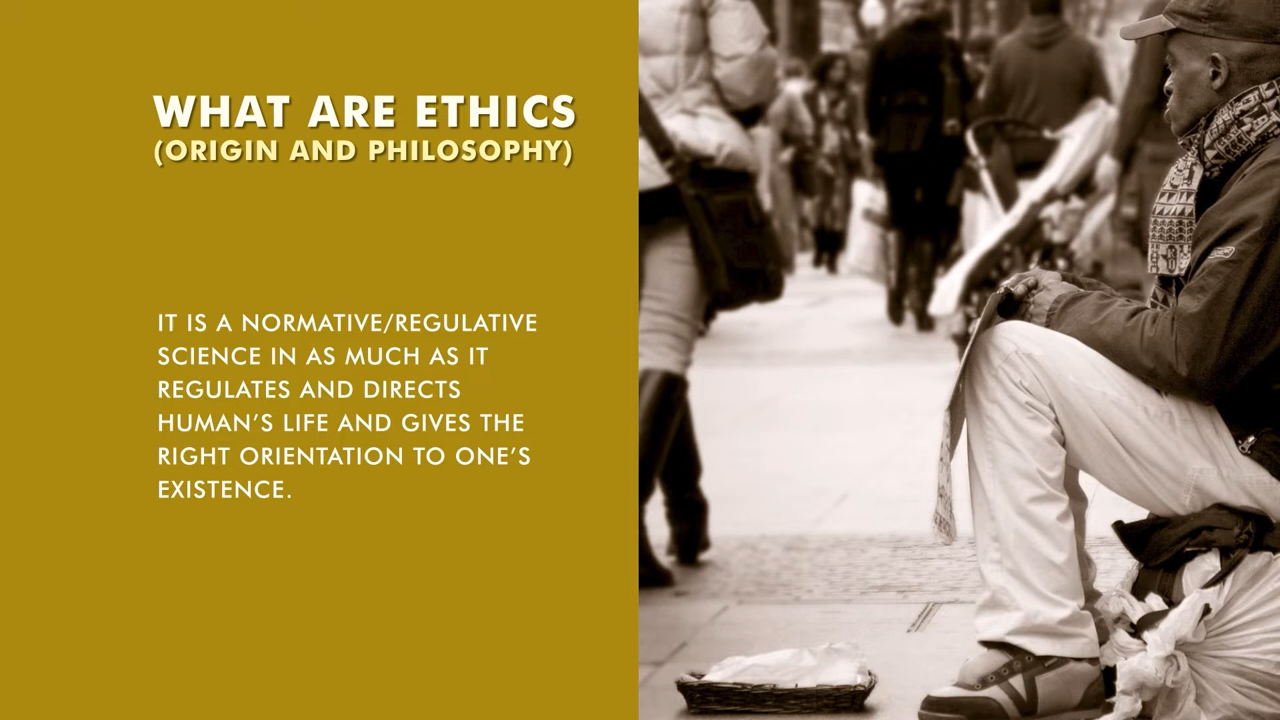 WHAT ARE ETHICS
(ORIGIN AND PHILOSOPHY)
IT IS A NORMATIVE/REGULATIVE
SCIENCE IN AS MUCH AS IT
REGULATES AND DIRECTS
HUMAN'S LIFE AND GIVES THE
RIGHT ORIENTATION TO ONE'S
EXISTENCE.